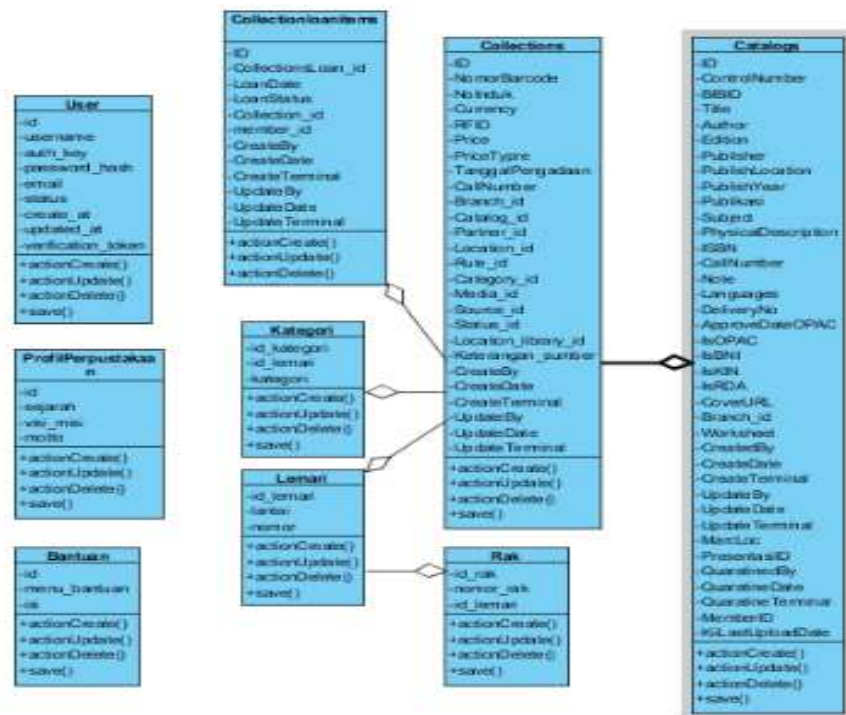 User
-id
-username
-auth_key
-password_hash
-email
-status
-create_at
-updated_at
-verification_token
+actionCreate()
+actionUpdate()
+actionDelete()
+save()
ProfilPerpustakaa
n
-id
-sejarah
-visi_misi
-motto
+actionCreate()
+actionUpdate()
+actionDelete()
+save()
Bantuan
-id
-menu_bantuan
-isi
+actionCreate()
+actionUpdate()
+actionDelete()
+save()
Collectionloanitems
-ID
-CollectionsLoan_id
-LoanDate
-LoanStatus
-Collection_id
-member_id
-CreateBy
-CreateDate
-CreateTerminal
-UpdateBy
-UpdateDate
-UpdateTerminal
+actionCreate()
+actionUpdate()
+actionDelete()
Kategori
-id_kategori
-id_lemari
-kategori
+actionCreate()
+actionUpdate()
+actionDelete()
+save()
Lemari
-id_lemari
-lantai
-nomor
+actionCreate()
+actionUpdate()
+actionDelete()
+save()
Collections
-ID
-NomorBarcode
-NoInduk
-Currency
-RFID
-Price
-PriceTypre
-TanggalPengadaan
-CallNumber
-Branch_id
-Catalog_id
-Partner_id
-Location_id
-Rule_id
-Category_id
-Media_id
-Source_id
-Status_id
-Location_library_id
-Keterangan_sumber
-CreateBy
-CreateDate
-CreateTerminal
-UpdateBy
-UpdateDate
-UpdateTerminal
+actionCreate()
+actionUpdate()
+actionDelete()
+save()
Rak
-id_rak
-nomor_rak
-id_lemari
+actionCreate()
+actionUpdate()
+actionDelete()
+save()
Catalogs
-ID
-ControlNumber
-BIBID
-Title
-Author
-Edition
-Publisher
-PublishLocation
-PublishYear
-Publikasi
-Subject
-PhysicalDescription
-ISBN
-CallNumber
-Note
-Languages
-DeliveryNo
-ApproveDateOPAC
-IsOPAC
-IsBNI
-IsKIN
-IsRDA
-CoverURL
-Branch_id
-Worksheet
-CreatedBy
-CreateDate
-CreateTerminal
-UpdateBy
-UpdateDate
-UpdateTerminal
-MarcLoc
-PresentasiID
-QuaratinedBy
-QuaratineDate
-QuaratineTerminal
-MemberID
-KiiLastUploadDate
+actionCreate()
+actionUpdate()
+actionDelete()
+save()